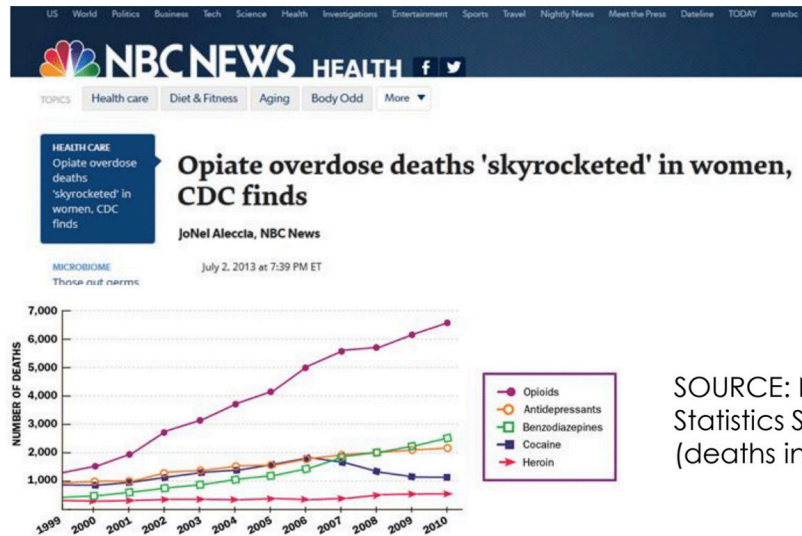 US World Politics Business Tech Science Health Investigations Entertainment Sports Travel Nightly News Meet the Press Dateline TODAY msnbc
NBC NEWS HEALTH f
TOPICS Health care Diet & Fitness Aging Body Odd More ▼
HEALTH CARE
Opiate overdose
deaths
'skyrocketed' in
women, CDC
finds
Opiate overdose deaths 'skyrocketed' in women,
CDC finds
JoNel Aleccia, NBC News
MICROBIOME
Those gut germs
July 2, 2013 at 7:39 PM ET
NUMBER OF DEATHS
7,000
6,000
5,000
4,000
3,000
2,000
1,000
1999 2000 2001 2002 2003 2004 2005 2006 2007 2008 2009 2010
Opioids
Antidepressants
Benzodiazepines
Cocaine
Heroin
SOURCE:
Statistics S
(deaths in